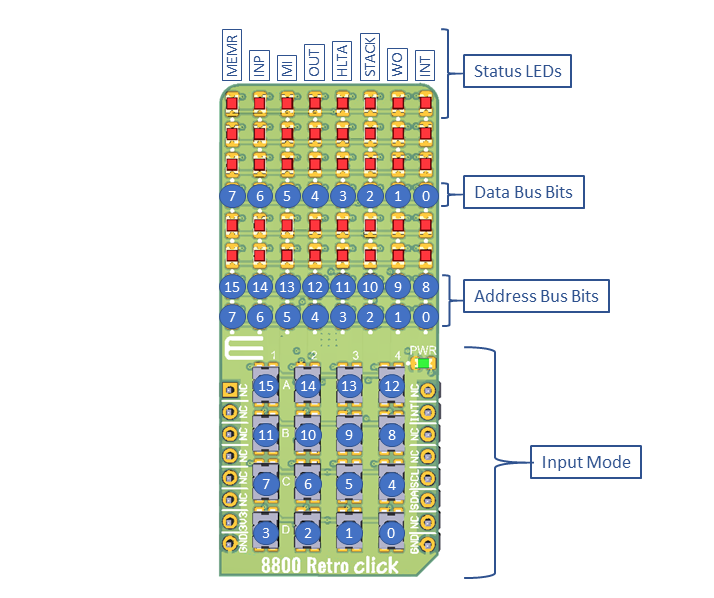 MEMR INP MI OUT HLTA STACK WO INT
Status LEDs
7 6 5 4 3 2 1 0
Data Bus Bits
15 14 13 12 11 10 9 8
Address Bus Bits
7 6 5 4 3 2 1 0
PWR
1 2 3 4
A 15 14 13 12
B 11 10 9 8
C 7 6 5 4
D 3 2 1 0
NC NC NC NC NC NC 3V3 GND
NC INT NC NC SCL SDA NC GND
Input Mode
8800 Retro click